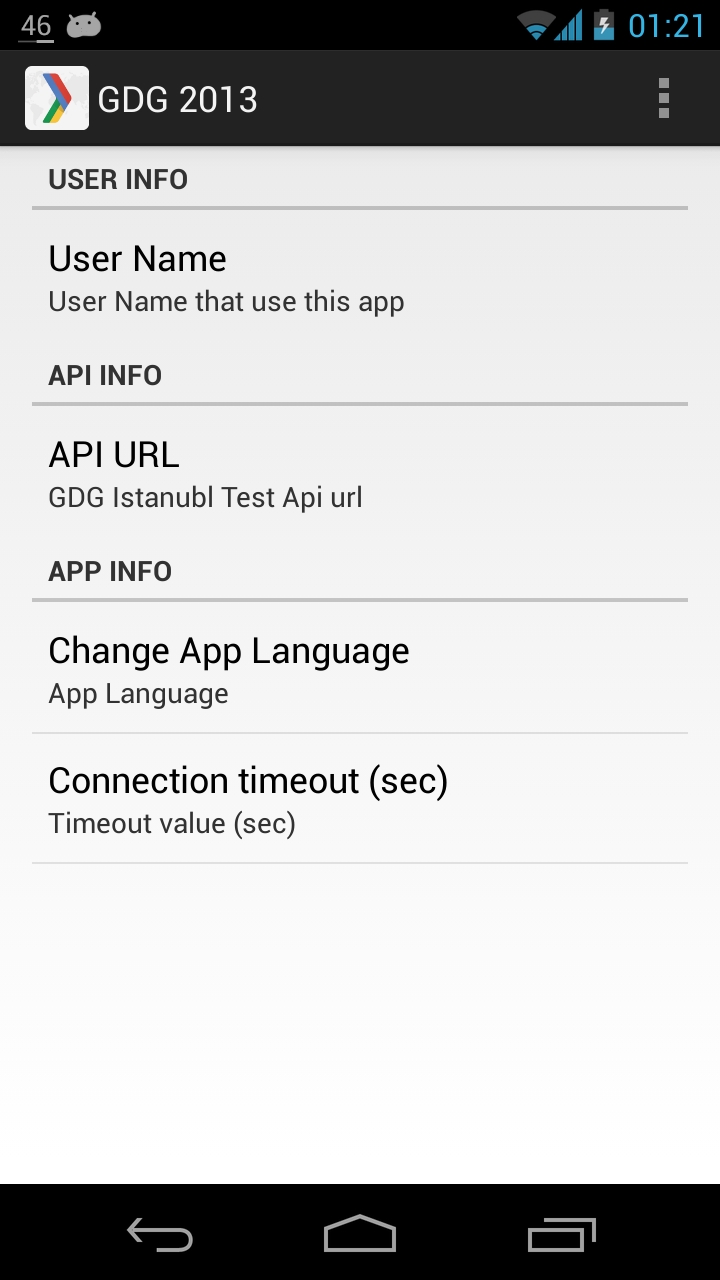 46 01:21
GDG 2013
USER INFO
User Name
User Name that use this app
API INFO
API URL
GDG Istanubl Test Api url
APP INFO
Change App Language
App Language
Connection timeout (sec)
Timeout value (sec)